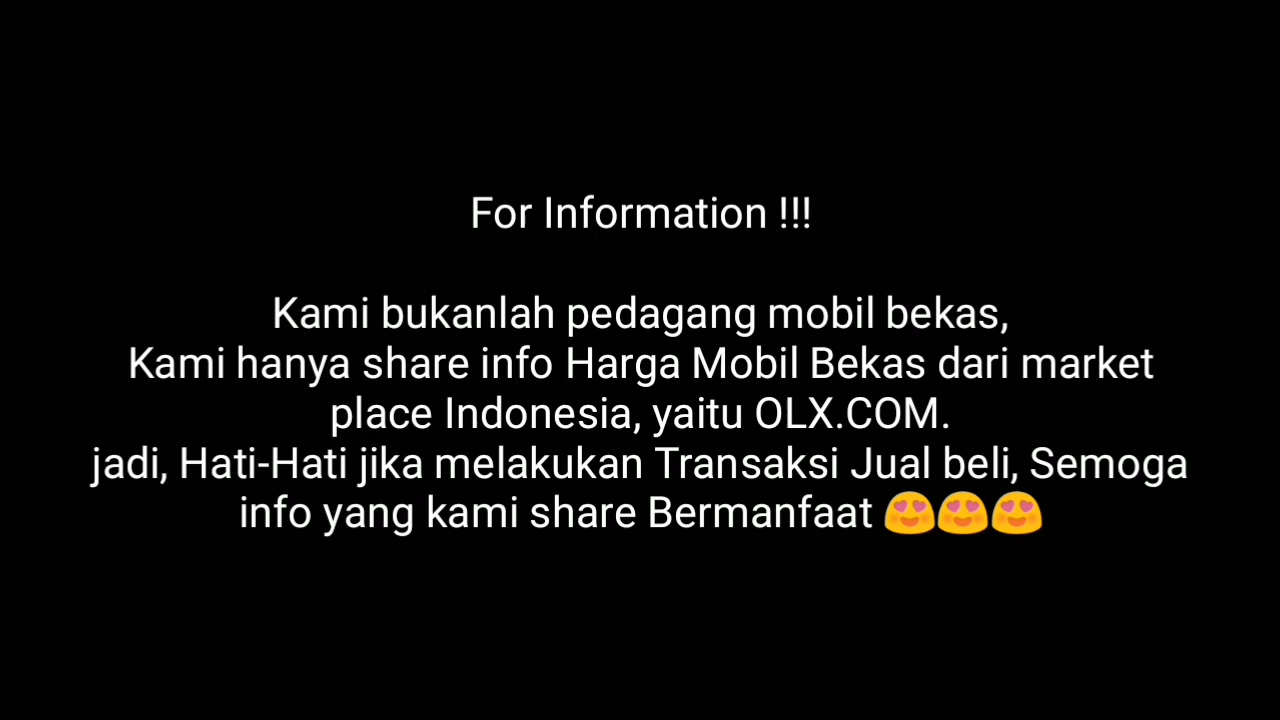 For Information !!!
Kami bukanlah pedagang mobil bekas,
Kami hanya share info Harga Mobil Bekas dari market
place Indonesia, yaitu OLX.COM.
jadi, Hati-Hati jika melakukan Transaksi Jual beli, Semoga
info yang kami share Bermanfaat 😍😍😍